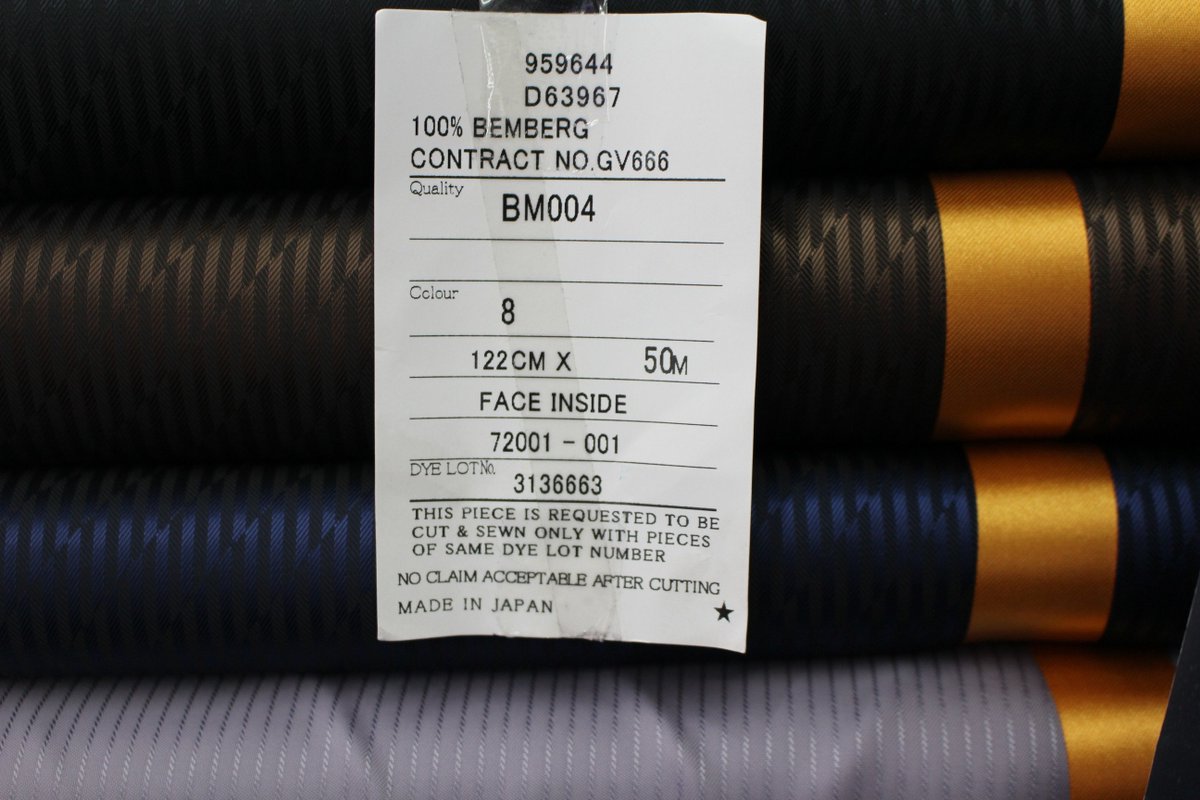 959644
D63967
100% BEMBERG
CONTRACT NO.GV666
Quality
BM004
Colour
8
122CM X 50M
FACE INSIDE
72001 - 001
DYE LOT No.
3136663
THIS PIECE IS REQUESTED TO BE
CUT & SEWN ONLY WITH PIECES
OF SAME DYE LOT NUMBER
NO CLAIM ACCEPTABLE AFTER CUTTING
MADE IN JAPAN ★